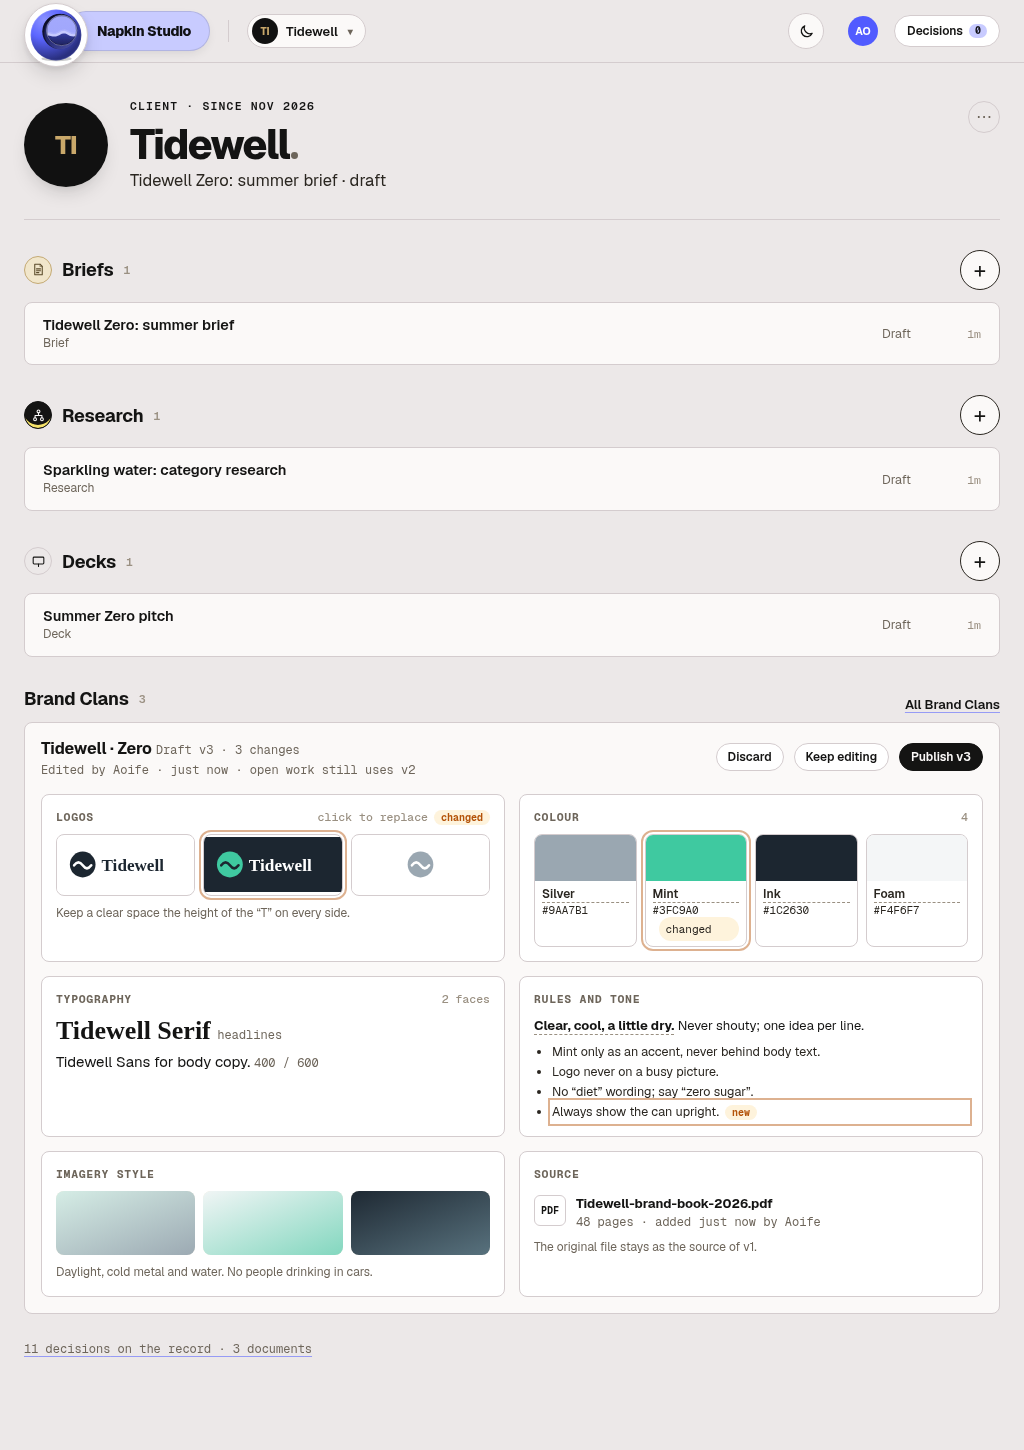 Napkin Studio
TI Tidewell ▾
AO
Decisions 0
TI
CLIENT · SINCE NOV 2026
Tidewell.
Tidewell Zero: summer brief · draft
Briefs 1
Tidewell Zero: summer brief
Brief
Draft 1m
Research 1
Sparkling water: category research
Research
Draft 1m
Decks 1
Summer Zero pitch
Deck
Draft 1m
Brand Clans 3
All Brand Clans
Tidewell · Zero Draft v3 · 3 changes
Edited by Aoife · just now · open work still uses v2
Discard
Keep editing
Publish v3
LOGOS
click to replace changed
Tidewell
Tidewell
Keep a clear space the height of the “T” on every side.
COLOUR 4
Silver
#9AA7B1
Mint
#3FC9A0
changed
Ink
#1C2630
Foam
#F4F6F7
TYPOGRAPHY 2 faces
Tidewell Serif headlines
Tidewell Sans for body copy. 400 / 600
RULES AND TONE
Clear, cool, a little dry. Never shouty; one idea per line.
• Mint only as an accent, never behind body text.
• Logo never on a busy picture.
• No “diet” wording; say “zero sugar”.
• Always show the can upright. new
IMAGERY STYLE
Daylight, cold metal and water. No people drinking in cars.
SOURCE
PDF
Tidewell-brand-book-2026.pdf
48 pages · added just now by Aoife
The original file stays as the source of v1.
11 decisions on the record · 3 documents